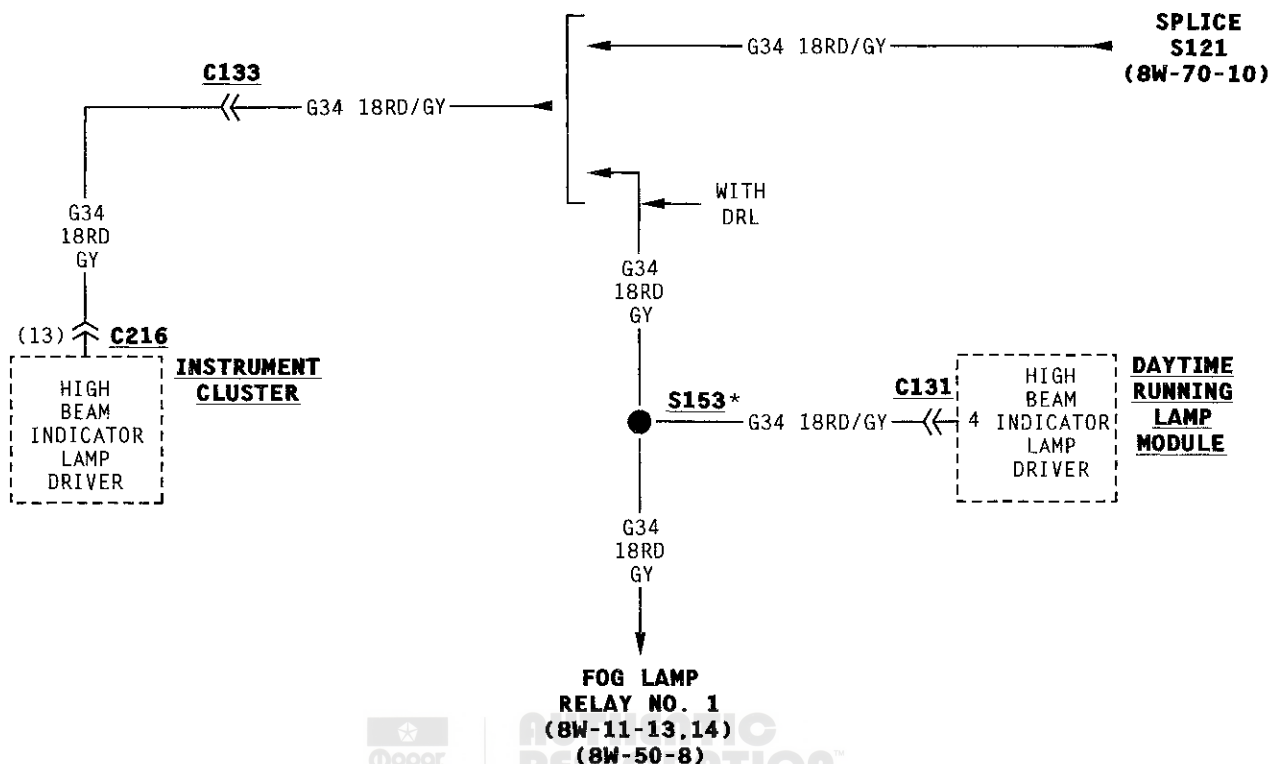 SPLICE
S121
(8W-70-10)
G34 18RD/GY
C133
G34 18RD/GY
WITH
DRL
G34
18RD
GY
G34
18RD
GY
(13) C216
INSTRUMENT
CLUSTER
HIGH
BEAM
INDICATOR
LAMP
DRIVER
S153*
G34 18RD/GY
C131
4
HIGH
BEAM
INDICATOR
LAMP
DRIVER
DAYTIME
RUNNING
LAMP
MODULE
G34
18RD
GY
FOG LAMP
RELAY NO. 1
(8W-11-13,14)
(8W-50-8)
Mopar
AUTHENTIC